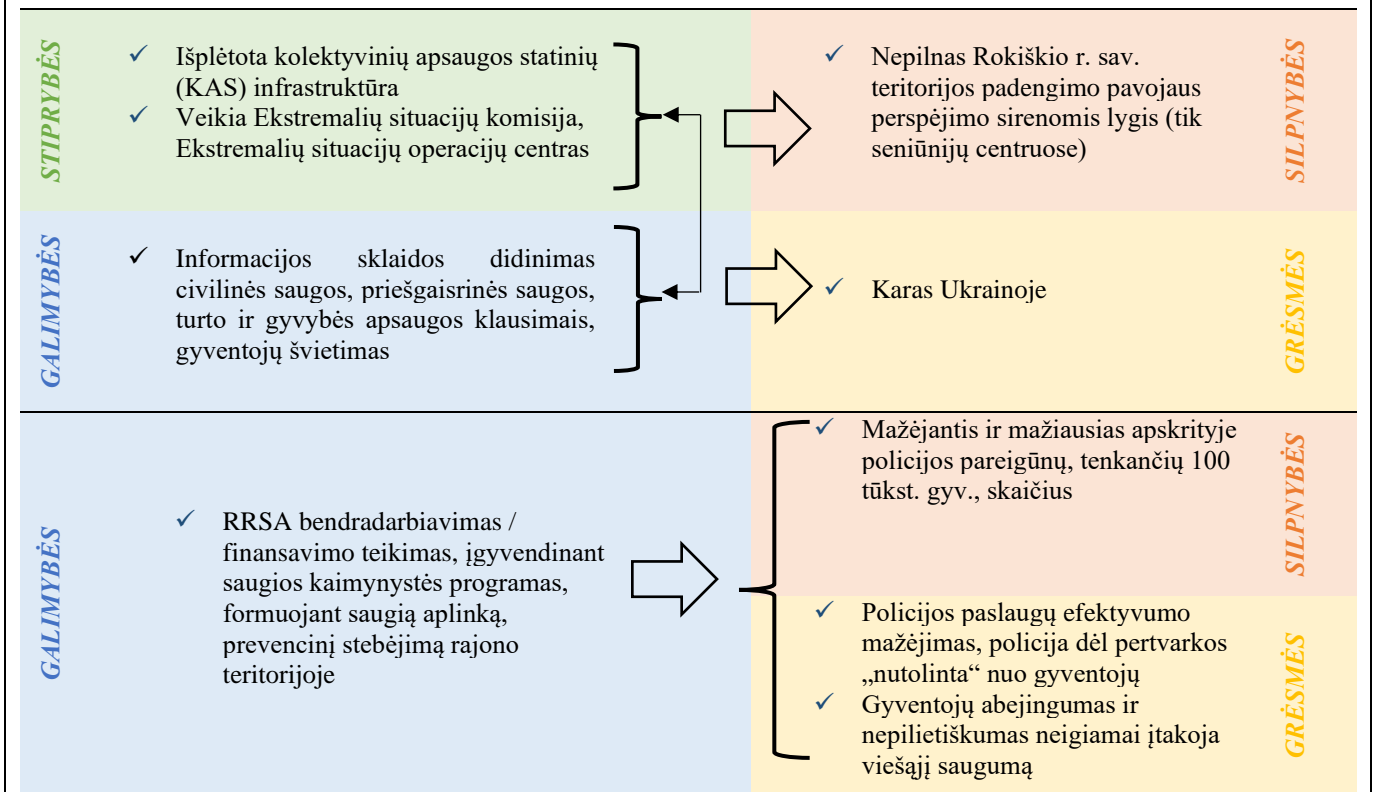 STIPRYBĖS
✓ Išplėtota kolektyvinių apsaugos statinių
(KAS) infrastruktūra
✓ Veikia Ekstremalių situacijų komisija,
Ekstremalių situacijų operacijų centras
✓ Nepilnas Rokiškio r. sav.
teritorijos padengimo pavojaus
perspėjimo sirenomis lygis (tik
seniūnijų centruose)
SILPNYBĖS
GALIMYBĖS
✓ Informacijos sklaidos didinimas
civilinės saugos, priešgaisrinės saugos,
turto ir gyvybės apsaugos klausimais,
gyventojų švietimas
✓ Karas Ukrainoje
GRĖSMĖS
GALIMYBĖS
✓ RRSA bendradarbiavimas /
finansavimo teikimas, įgyvendinant
saugios kaimynystės programas,
formuojant saugią aplinką,
prevencinį stebėjimą rajono
teritorijoje
✓ Mažėjantis ir mažiausias apskrityje
policijos pareigūnų, tenkančių 100
tūkst. gyv., skaičius
SILPNYBĖS
✓ Policijos paslaugų efektyvumo
mažėjimas, policija dėl pertvarkos
„nutolinta“ nuo gyventojų
✓ Gyventojų abejingumas ir
nepilietiškumas neigiamai įtakoja
viešąjį saugumą
GRĖSMĖS